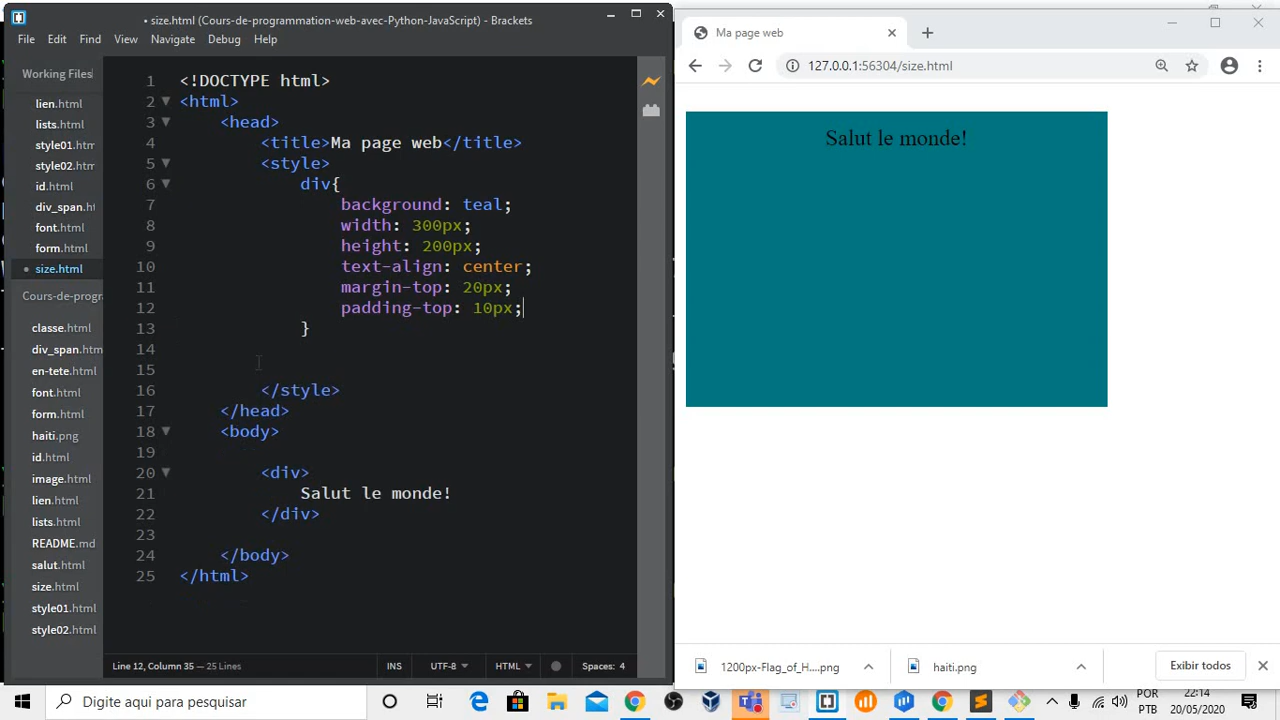 • size.html (Cours-de-programmation-web-avec-Python-JavaScript) - Brackets
File Edit Find View Navigate Debug Help
Working Files
lien.html
lists.html
style01.html
style02.html
id.html
div_span.ht
font.html
form.html
• size.html
Cours-de-progra
classe.html
div_span.htm
en-tete.html
font.html
form.html
haiti.png
id.html
image.html
lien.html
lists.html
README.md
salut.html
size.html
style01.html
style02.html
1 <!DOCTYPE html>
2 <html>
3 <head>
4 <title>Ma page web</title>
5 <style>
6 div{
7 background: teal;
8 width: 300px;
9 height: 200px;
10 text-align: center;
11 margin-top: 20px;
12 padding-top: 10px;
13 }
14
15
16 </style>
17 </head>
18 <body>
19
20 <div>
21 Salut le monde!
22 </div>
23
24 </body>
25 </html>
Line 12, Column 35 — 25 Lines INS UTF-8 HTML Spaces: 4
Ma page web
127.0.0.1:56304/size.html
Salut le monde!
1200px-Flag_of_H....png haiti.png Exibir todos
Digite aqui para pesquisar
POR
PTB
22:14
20/05/2020